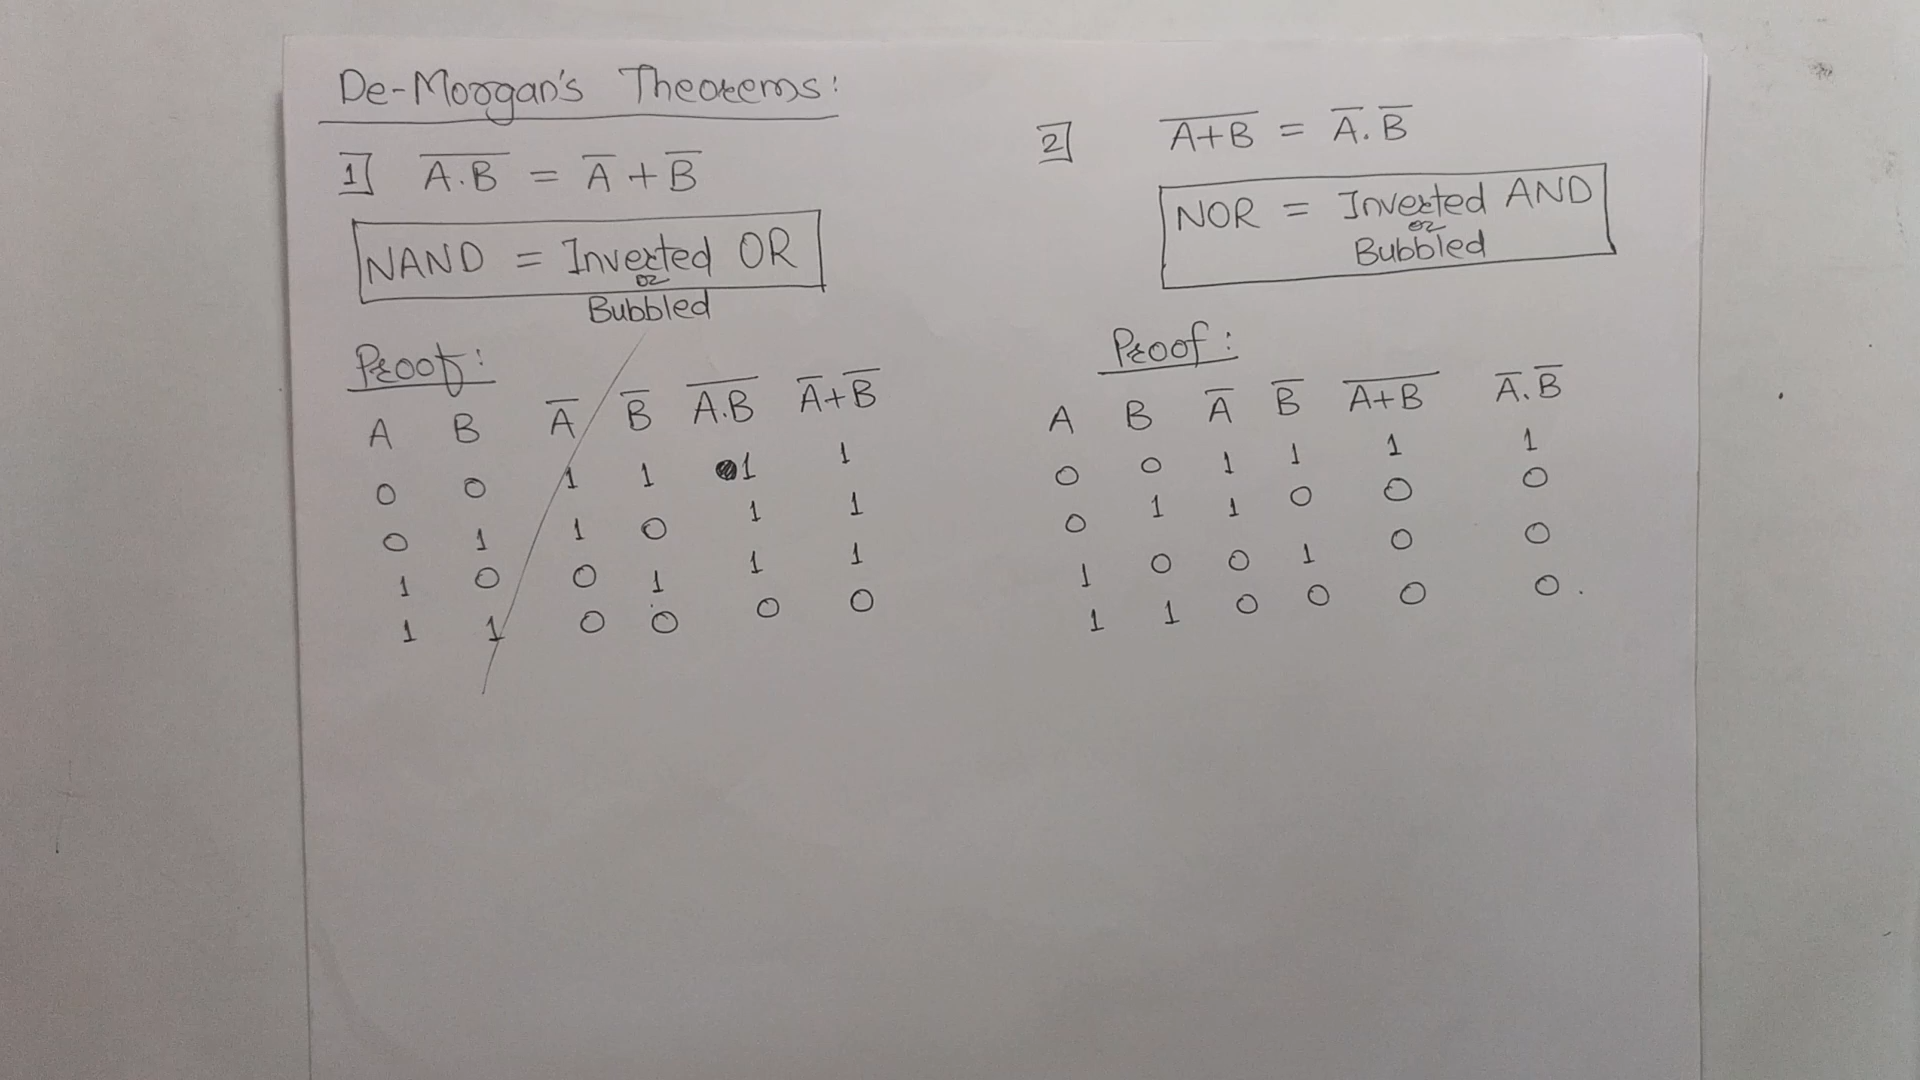 De-Morgan's Theorems:
1] A̅.̅B̅ = A̅ + B̅
NAND = Inverted OR
or
Bubbled
Proof:
A B A̅ B̅ A̅.̅B̅ A̅+B̅
0 0 1 1 1 1
0 1 1 0 1 1
1 0 0 1 1 1
1 1 0 0 0 0
2] A̅+̅B̅ = A̅.B̅
NOR = Inverted AND
or
Bubbled
Proof:
A B A̅ B̅ A̅+̅B̅ A̅.B̅
0 0 1 1 1 1
0 1 1 0 0 0
1 0 0 1 0 0
1 1 0 0 0 0.